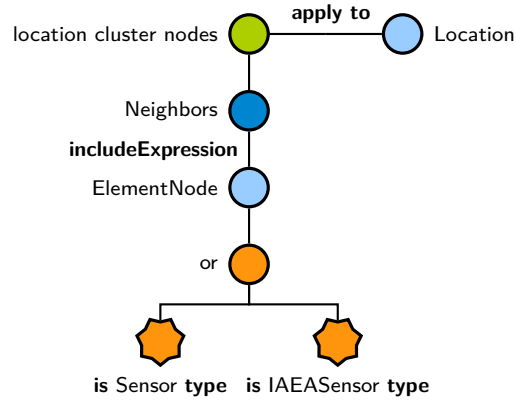 apply to
location cluster nodes
Location
Neighbors
includeExpression
ElementNode
or
is Sensor type
is IAEASensor type